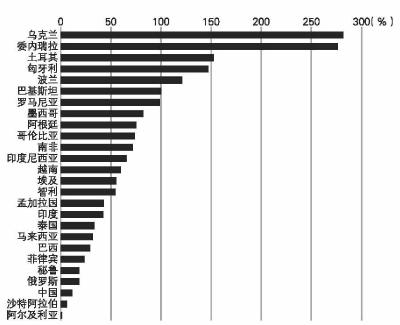 0 50 100 150 200 250 300(%)
乌克兰
委内瑞拉
土耳其
匈牙利
波兰
巴基斯坦
罗马尼亚
墨西哥
阿根廷
哥伦比亚
南非
印度尼西亚
越南
埃及
智利
孟加拉国
印度
泰国
马来西亚
巴西
菲律宾
秘鲁
俄罗斯
中国
沙特阿拉伯
阿尔及利亚